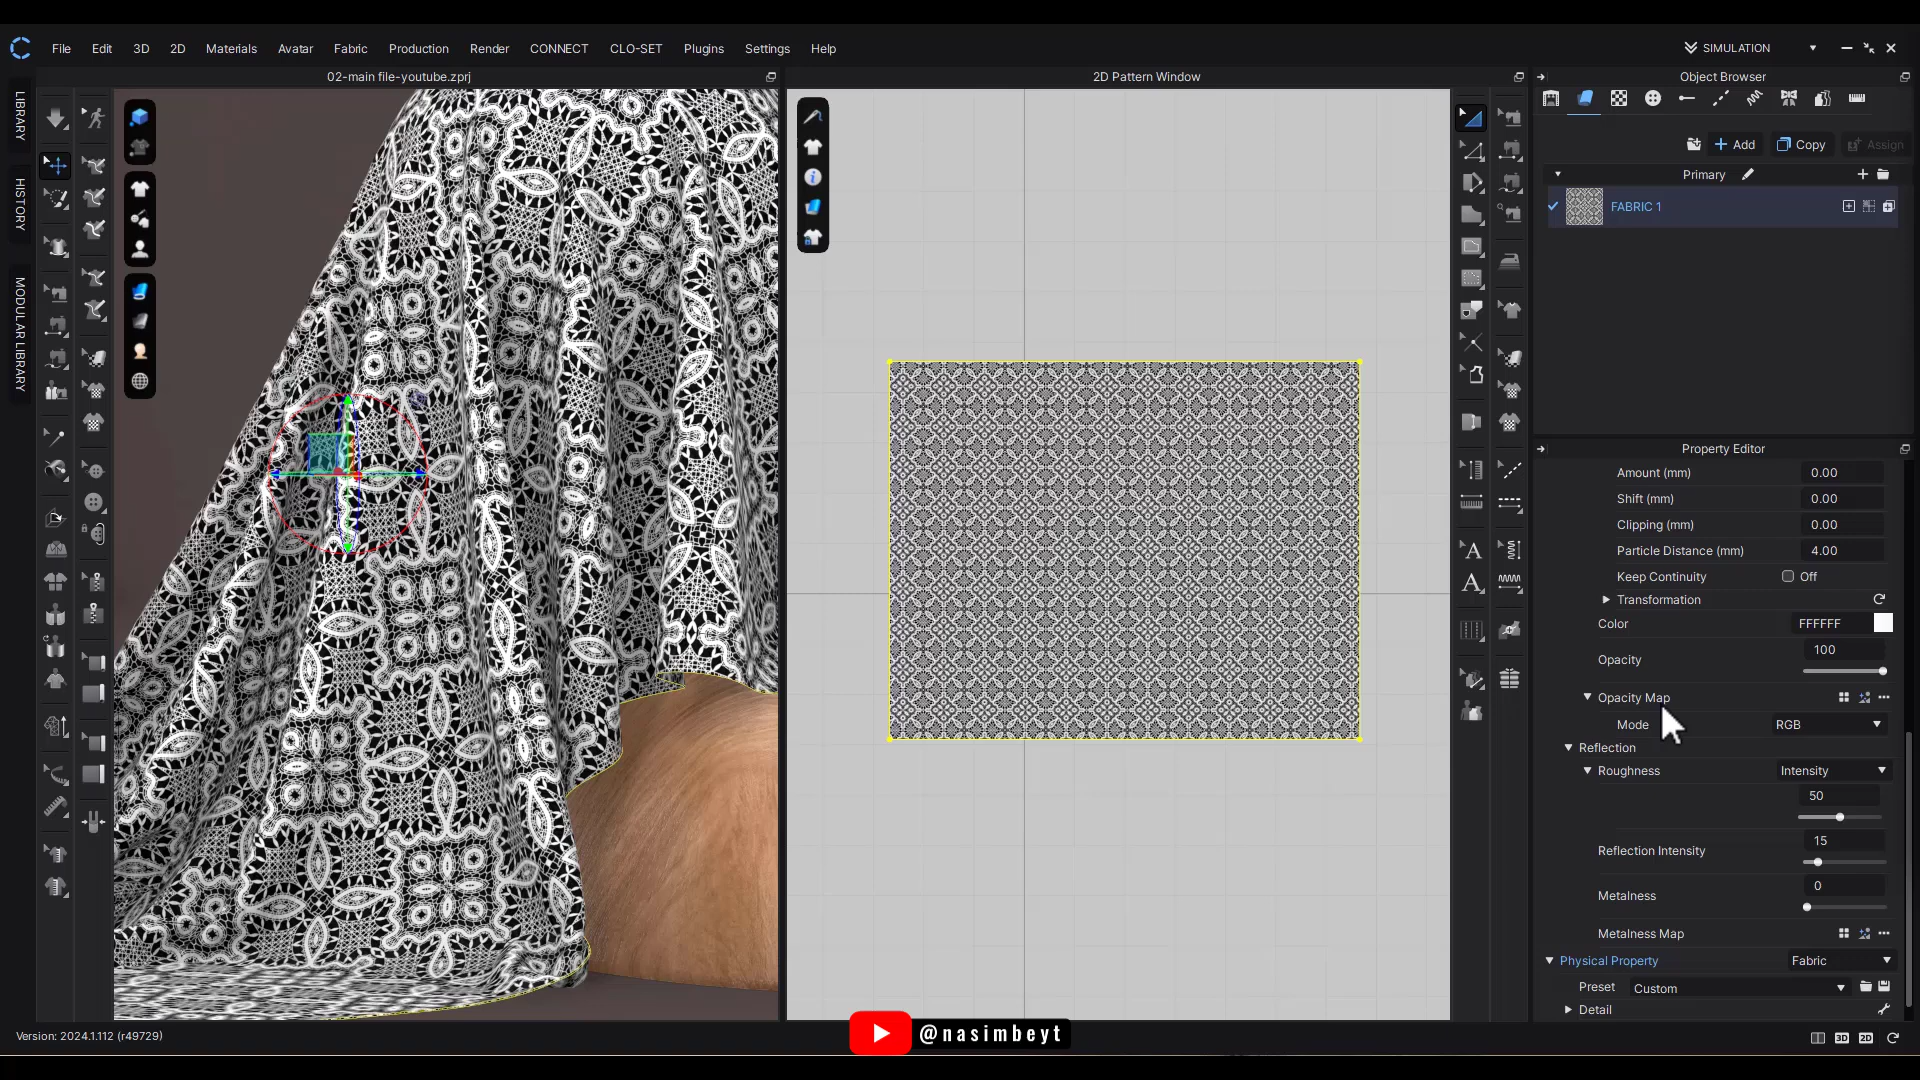 File Edit 3D 2D Materials Avatar Fabric Production Render CONNECT CLO-SET Plugins Settings Help
SIMULATION
02-main file-youtube.zprj
2D Pattern Window
Object Browser
LIBRARY
HISTORY
MODULAR LIBRARY
Add Copy Assign
Primary
FABRIC 1
Property Editor
Amount (mm) 0.00
Shift (mm) 0.00
Clipping (mm) 0.00
Particle Distance (mm) 4.00
Keep Continuity Off
Transformation
Color FFFFFF
Opacity 100
Opacity Map
Mode RGB
Reflection
Roughness Intensity
50
Reflection Intensity 15
Metalness 0
Metalness Map
Physical Property Fabric
Preset Custom
Detail
Version: 2024.1.112 (r49729)
@nasimbeyt
3D 2D